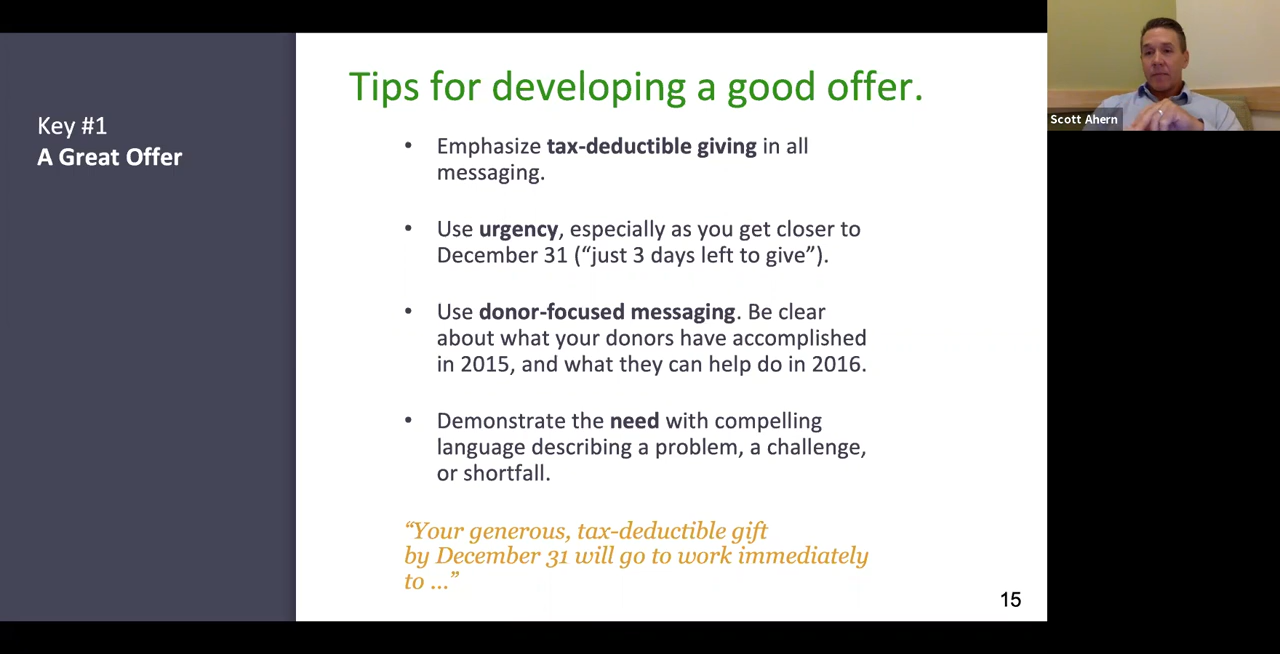 Key #1
A Great Offer
Tips for developing a good offer.
• Emphasize tax-deductible giving in all
messaging.
• Use urgency, especially as you get closer to
December 31 (“just 3 days left to give”).
• Use donor-focused messaging. Be clear
about what your donors have accomplished
in 2015, and what they can help do in 2016.
• Demonstrate the need with compelling
language describing a problem, a challenge,
or shortfall.
“Your generous, tax-deductible gift
by December 31 will go to work immediately
to ...”
15
Scott Ahern